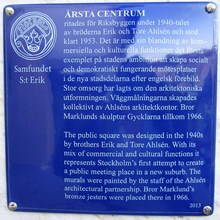 ÅRSTA CENTRUM
ritades för Riksbyggen under 1940-talet
av bröderna Erik och Tore Ahlsén och stod
klart 1953. Det är med sin blandning av kom-
mersiella och kulturella funktioner det första
exemplet på stadens ambition att skapa socialt
och demokratiskt fungerande mötesplatser
i de nya stadsdelarna efter engelsk förebild.
Stor omsorg har lagts om den arkitektoniska
utformningen. Väggmålningarna skapades
kollektivt av Ahlséns arkitektkontor. Bror
Marklunds skulptur Gycklarna tillkom 1966.
Samfundet
S:t Erik
The public square was designed in the 1940s
by brothers Erik and Tore Ahlsén. With its
mix of commercial and cultural functions it
represents Stockholm's first attempt to create
a public meeting place in a new suburb. The
murals were painted by the staff of the Ahlsén
architectural partnership. Bror Marklund's
bronze jesters were placed there in 1966.
2013